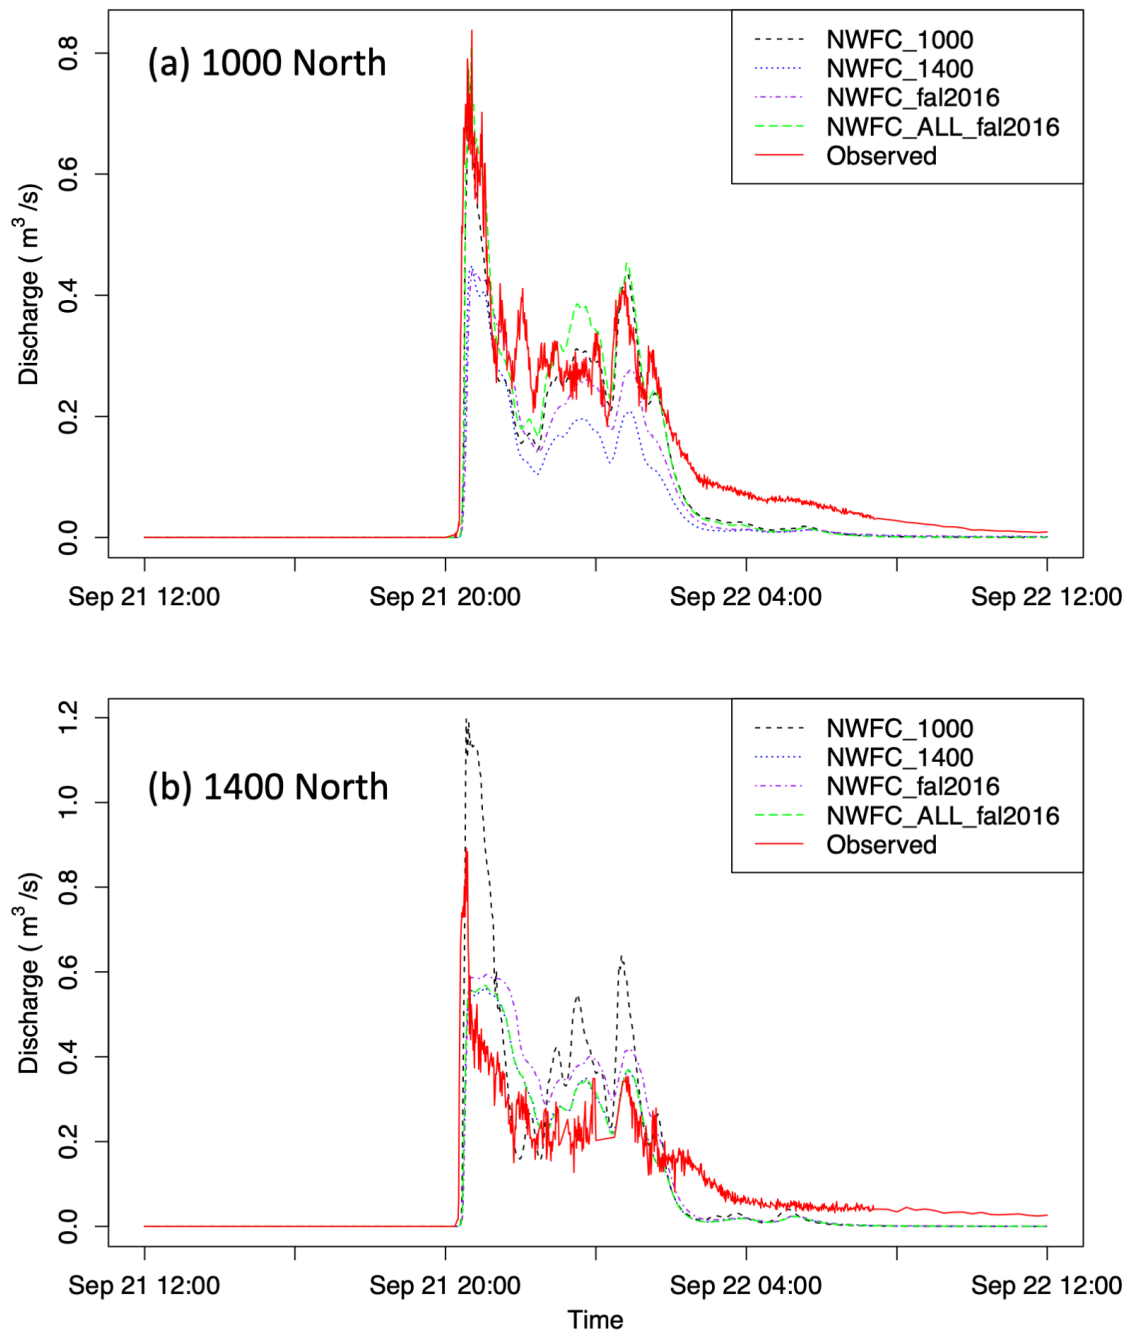 (a) 1000 North
NWFC_1000
NWFC_1400
NWFC_fal2016
NWFC_ALL_fal2016
Observed
Discharge ( m³ /s)
0.8
0.6
0.4
0.2
0.0
Sep 21 12:00
Sep 21 20:00
Sep 22 04:00
Sep 22 12:00
(b) 1400 North
NWFC_1000
NWFC_1400
NWFC_fal2016
NWFC_ALL_fal2016
Observed
Discharge ( m³ /s)
1.2
1.0
0.8
0.6
0.4
0.2
0.0
Sep 21 12:00
Sep 21 20:00
Sep 22 04:00
Sep 22 12:00
Time